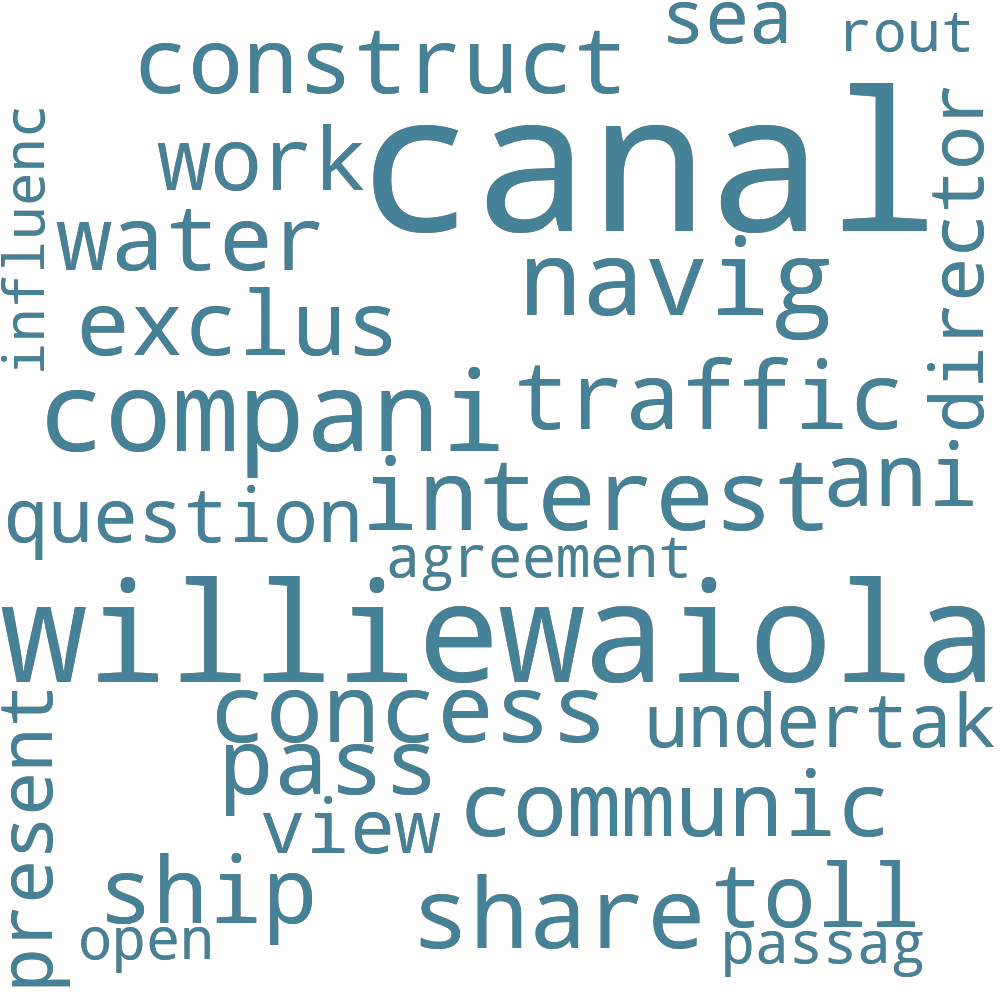 sea
rout
construct
canal
work
director
influenc
water
navig
exclus
traffic
compani
ani
interest
question
agreement
williewaiola
concess
undertak
present
pass
communic
view
ship
share
toll
open
passag